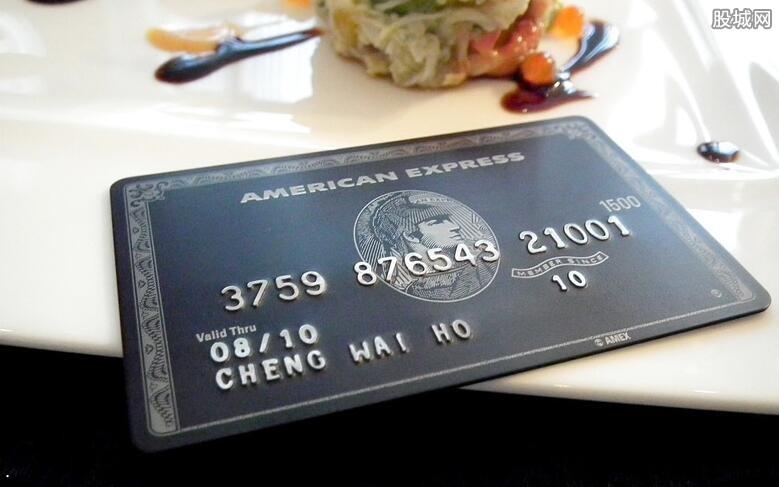 股城网
AMERICAN EXPRESS
1500
3759 876543 21001
MEMBER SINCE
10
Valid Thru
08/10
CHENG WAI HO
© AMEX